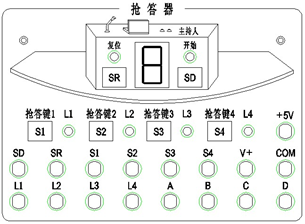 抢答器
主持人
复位 开始
SR SD
抢答键1 L1 抢答键2 L2 抢答键3 L3 抢答键4 L4
S1 S2 S3 S4 +5V
SD SR S1 S2 S3 S4 V+ COM
L1 L2 L3 L4 A B C D